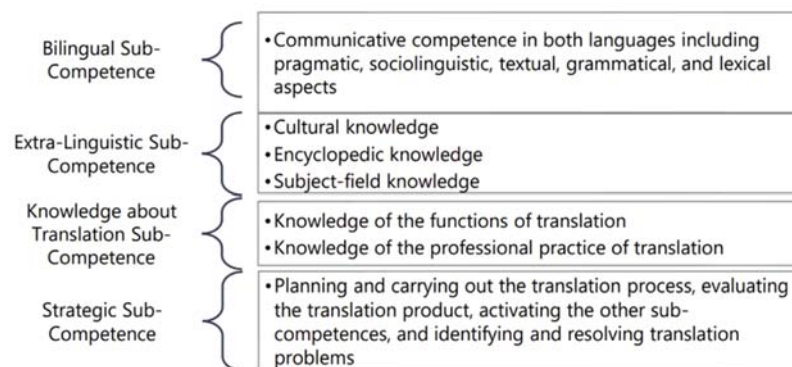 Bilingual Sub-
Competence
•Communicative competence in both languages including
pragmatic, sociolinguistic, textual, grammatical, and lexical
aspects
Extra-Linguistic Sub-
Competence
•Cultural knowledge
•Encyclopedic knowledge
•Subject-field knowledge
Knowledge about
Translation Sub-
Competence
•Knowledge of the functions of translation
•Knowledge of the professional practice of translation
Strategic Sub-
Competence
•Planning and carrying out the translation process, evaluating
the translation product, activating the other sub-
competences, and identifying and resolving translation
problems